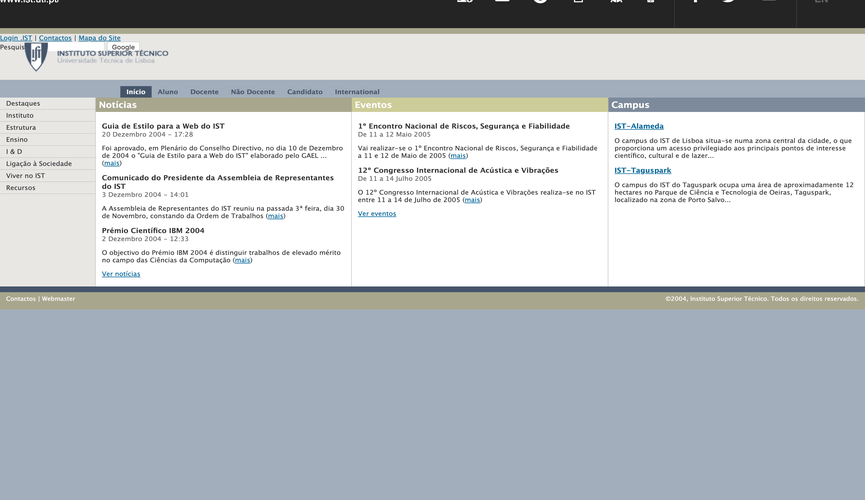 www.ist.utl.pt
EN
Login .IST | Contactos | Mapa do Site
Pesquis
Google
INSTITUTO SUPERIOR TÉCNICO
Universidade Técnica de Lisboa
Início Aluno Docente Não Docente Candidato International
Destaques
Instituto
Estrutura
Ensino
I & D
Ligação à Sociedade
Viver no IST
Recursos
Notícias
Guia de Estilo para a Web do IST
20 Dezembro 2004 - 17:28
Foi aprovado, em Plenário do Conselho Directivo, no dia 10 de Dezembro
de 2004 o "Guia de Estilo para a Web do IST" elaborado pelo GAEL ...
(mais)
Comunicado do Presidente da Assembleia de Representantes
do IST
3 Dezembro 2004 - 14:01
A Assembleia de Representantes do IST reuniu na passada 3ª feira, dia 30
de Novembro, constando da Ordem de Trabalhos (mais)
Prémio Científico IBM 2004
2 Dezembro 2004 - 12:33
O objectivo do Prémio IBM 2004 é distinguir trabalhos de elevado mérito
no campo das Ciências da Computação (mais)
Ver notícias
Eventos
1º Encontro Nacional de Riscos, Segurança e Fiabilidade
De 11 a 12 Maio 2005
Vai realizar-se o 1º Encontro Nacional de Riscos, Segurança e Fiabilidade
a 11 e 12 de Maio de 2005 (mais)
12º Congresso Internacional de Acústica e Vibrações
De 11 a 14 Julho 2005
O 12º Congresso Internacional de Acústica e Vibrações realiza-se no IST
entre 11 a 14 de Julho de 2005 (mais)
Ver eventos
Campus
IST-Alameda
O campus do IST de Lisboa situa-se numa zona central da cidade, o que
proporciona um acesso privilegiado aos principais pontos de interesse
científico, cultural e de lazer...
IST-Taguspark
O campus do IST do Taguspark ocupa uma área de aproximadamente 12
hectares no Parque de Ciência e Tecnologia de Oeiras, Taguspark,
localizado na zona de Porto Salvo...
Contactos | Webmaster
©2004, Instituto Superior Técnico. Todos os direitos reservados.